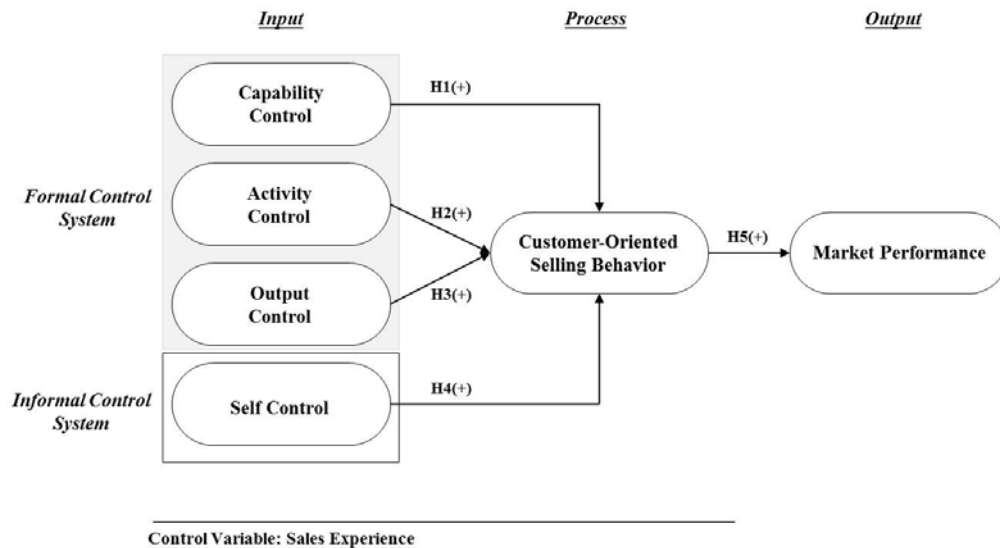 Input
Process
Output
Capability
Control
H1(+)
Formal Control
System
Activity
Control
H2(+)
Customer-Oriented
Selling Behavior
H5(+)
Market Performance
Output
Control
H3(+)
Informal Control
System
Self Control
H4(+)
Control Variable: Sales Experience